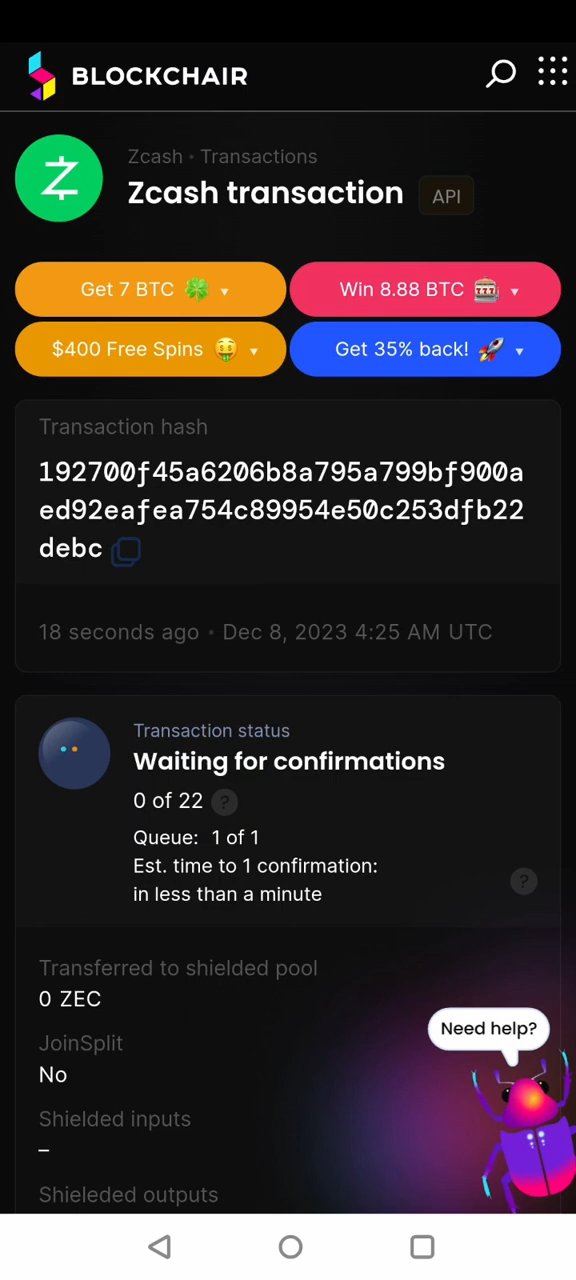 BLOCKCHAIR
Zcash • Transactions
Zcash transaction API
Get 7 BTC 🍀 ▾
Win 8.88 BTC 🎰 ▾
$400 Free Spins 🤑 ▾
Get 35% back! 🚀 ▾
Transaction hash
192700f45a6206b8a795a799bf900a
ed92eafea754c89954e50c253dfb22
debc
18 seconds ago • Dec 8, 2023 4:25 AM UTC
Transaction status
Waiting for confirmations
0 of 22 ?
Queue: 1 of 1
Est. time to 1 confirmation:
in less than a minute
?
Transferred to shielded pool
0 ZEC
Need help?
JoinSplit
No
Shielded inputs
–
Shieleded outputs